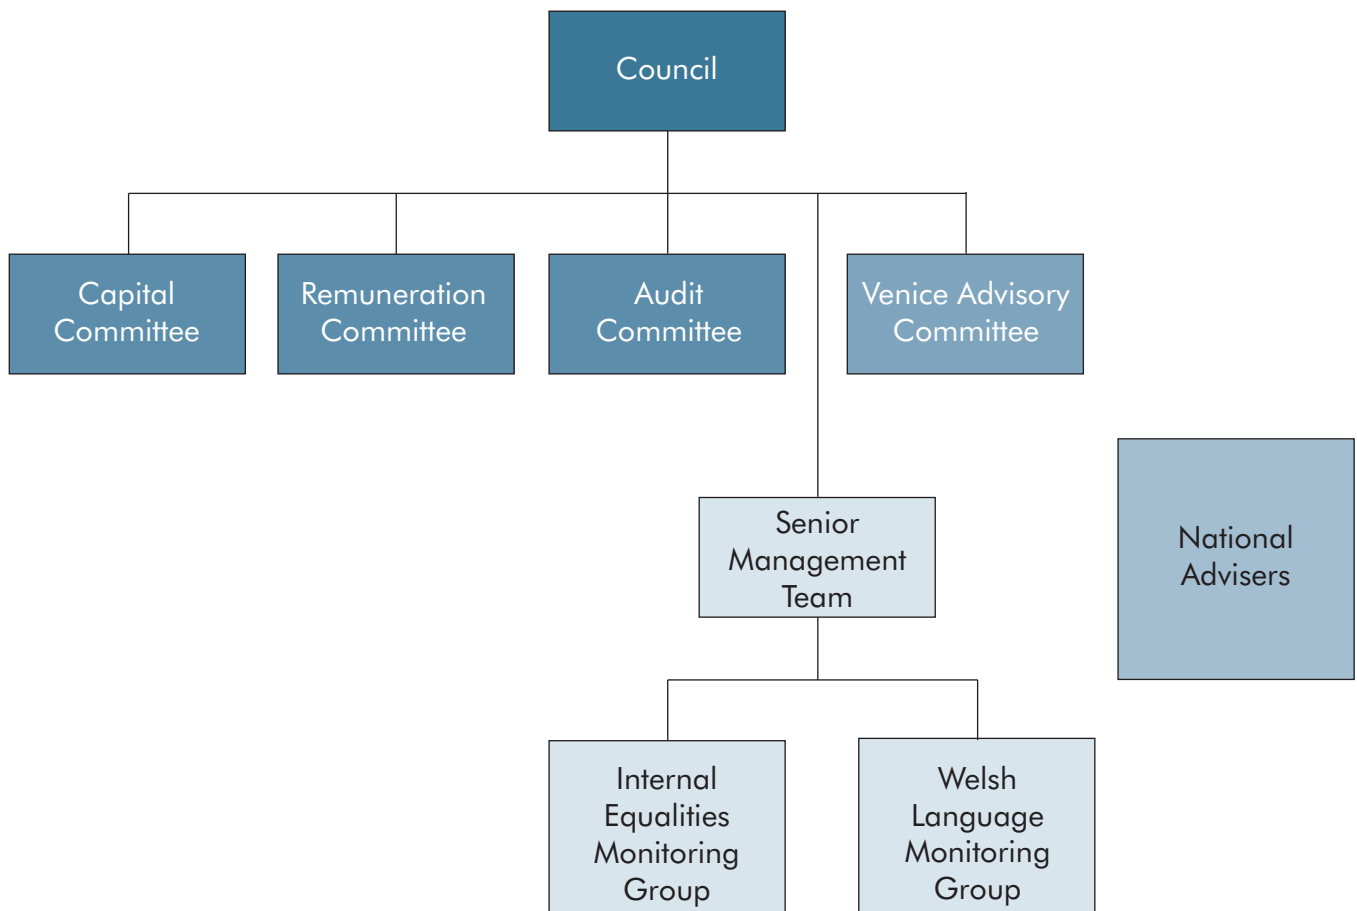 Council
Capital
Committee
Remuneration
Committee
Audit
Committee
Venice Advisory
Committee
Senior
Management
Team
National
Advisers
Internal
Equalities
Monitoring
Group
Welsh
Language
Monitoring
Group